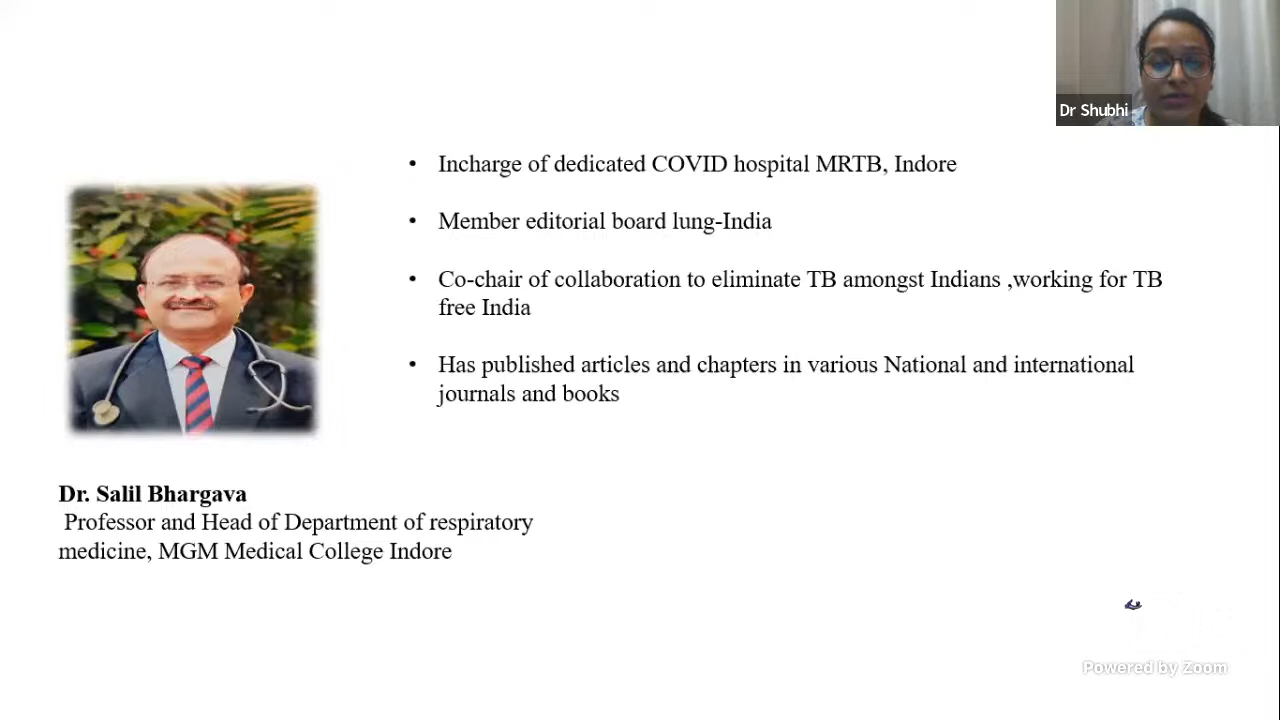 Dr Shubhi
• Incharge of dedicated COVID hospital MRTB, Indore
• Member editorial board lung-India
• Co-chair of collaboration to eliminate TB amongst Indians ,working for TB
free India
• Has published articles and chapters in various National and international
journals and books
Dr. Salil Bhargava
Professor and Head of Department of respiratory
medicine, MGM Medical College Indore
Powered by Zoom